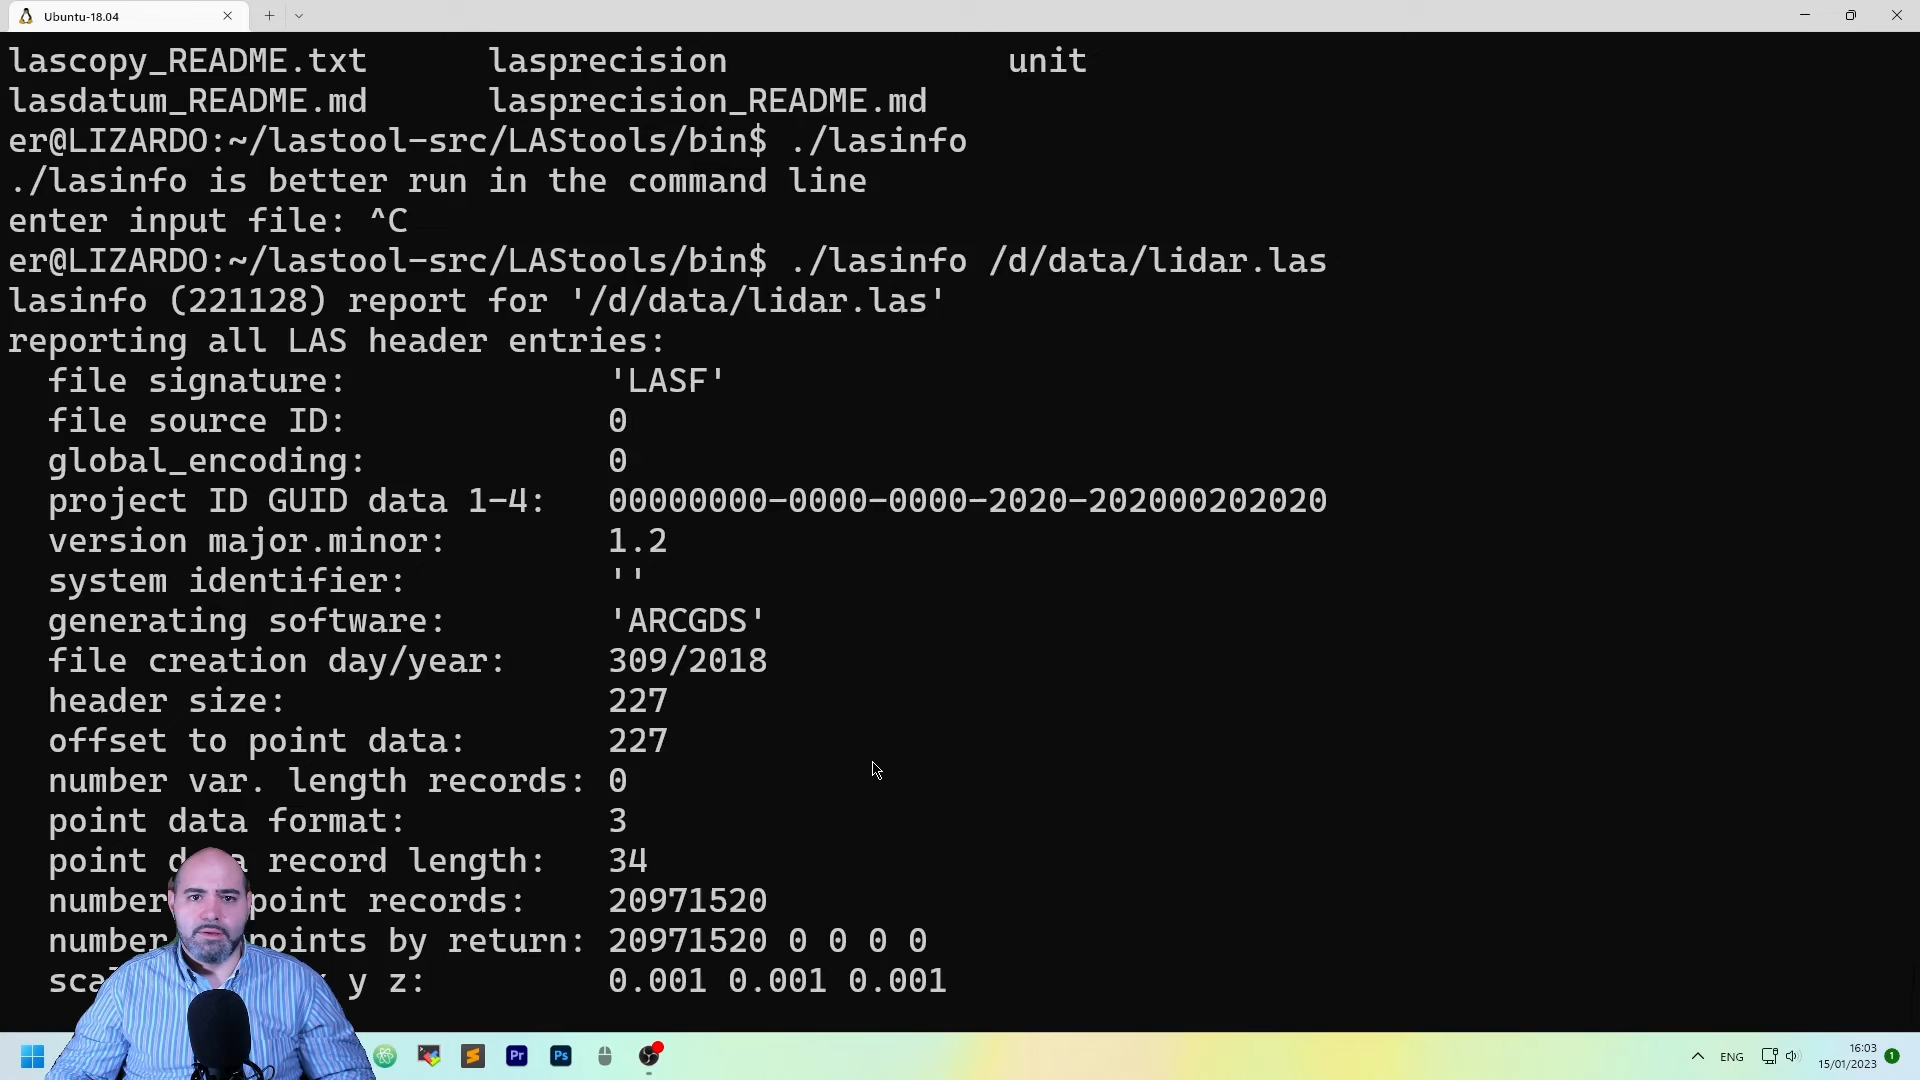 Ubuntu-18.04
lascopy_README.txt lasprecision unit
lasdatum_README.md lasprecision_README.md
er@LIZARDO:~/lastool-src/LAStools/bin$ ./lasinfo
./lasinfo is better run in the command line
enter input file: ^C
er@LIZARDO:~/lastool-src/LAStools/bin$ ./lasinfo /d/data/lidar.las
lasinfo (221128) report for '/d/data/lidar.las'
reporting all LAS header entries:
file signature: 'LASF'
file source ID: 0
global_encoding: 0
project ID GUID data 1-4: 00000000-0000-0000-2020-202000202020
version major.minor: 1.2
system identifier: ''
generating software: 'ARCGDS'
file creation day/year: 309/2018
header size: 227
offset to point data: 227
number var. length records: 0
point data format: 3
point record length: 34
number point records: 20971520
number points by return: 20971520 0 0 0 0
y z: 0.001 0.001 0.001
Pr Ps ENG 16:03
15/01/2023 1